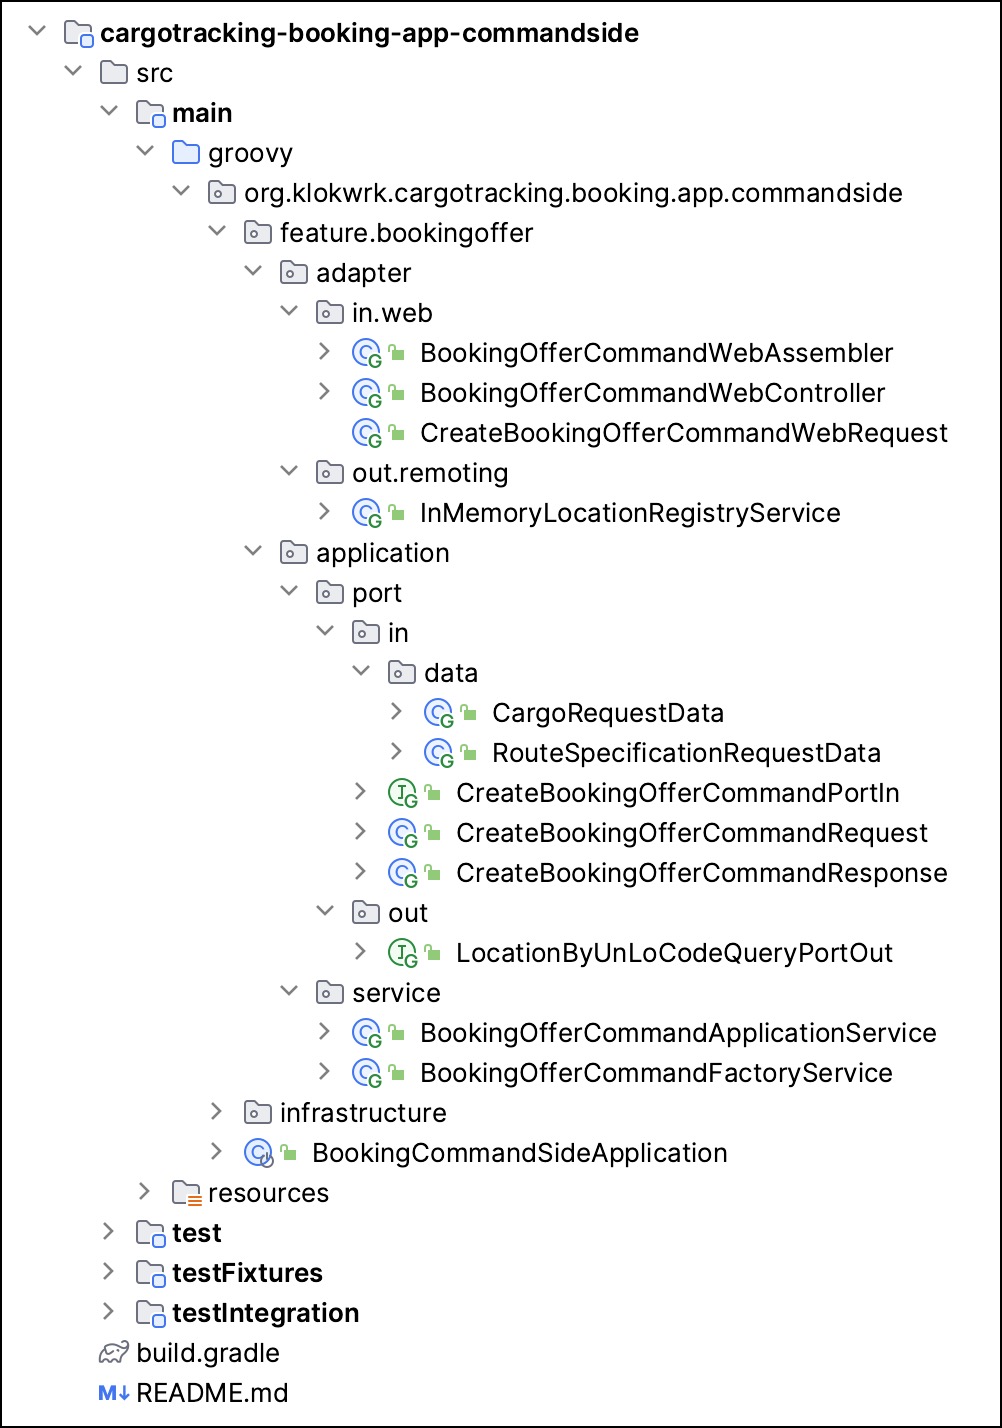 cargotracking-booking-app-commandside
src
main
groovy
org.klokwrk.cargotracking.booking.app.commandside
feature.bookingoffer
adapter
in.web
BookingOfferCommandWebAssembler
BookingOfferCommandWebController
CreateBookingOfferCommandWebRequest
out.remoting
InMemoryLocationRegistryService
application
port
in
data
CargoRequestData
RouteSpecificationRequestData
CreateBookingOfferCommandPortIn
CreateBookingOfferCommandRequest
CreateBookingOfferCommandResponse
out
LocationByUnLoCodeQueryPortOut
service
BookingOfferCommandApplicationService
BookingOfferCommandFactoryService
infrastructure
BookingCommandSideApplication
resources
test
testFixtures
testIntegration
build.gradle
README.md